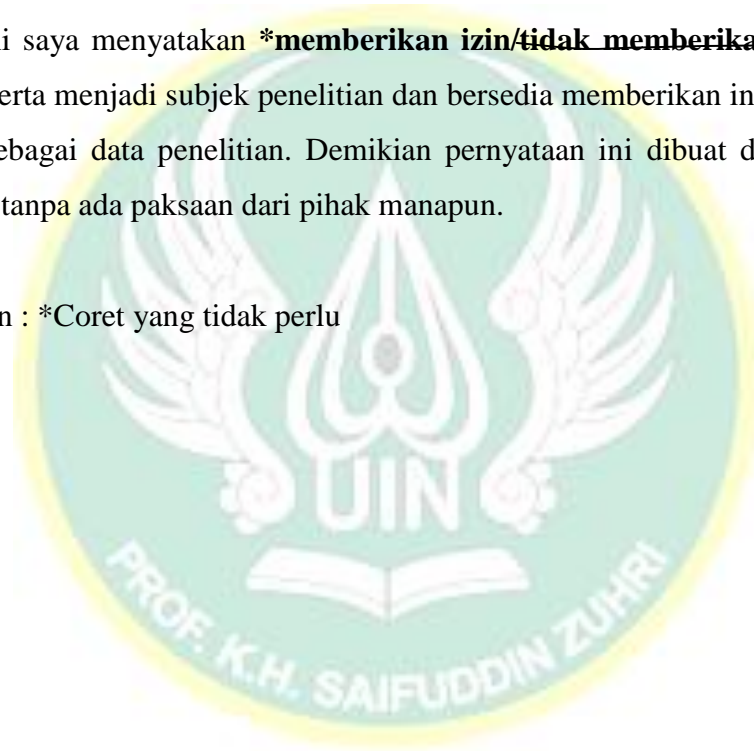 i saya menyatakan *memberikan izin/tidak memberika
erta menjadi subjek penelitian dan bersedia memberikan in
ebagai data penelitian. Demikian pernyataan ini dibuat d
tanpa ada paksaan dari pihak manapun.
n : *Coret yang tidak perlu
UIN
PROF. K.H. SAIFUDDIN ZUHRI